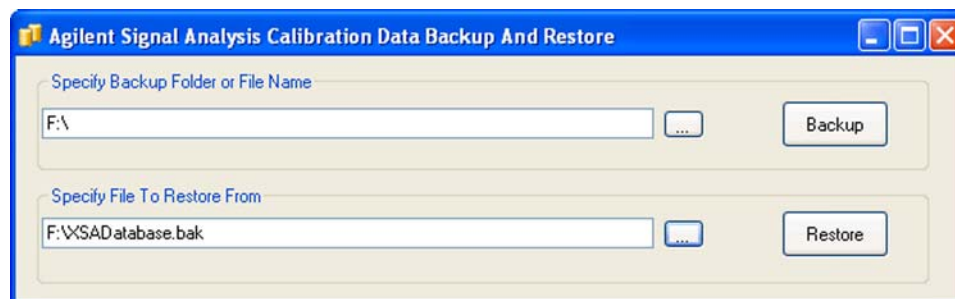 Agilent Signal Analysis Calibration Data Backup And Restore
Specify Backup Folder or File Name
F:\
...
Backup
Specify File To Restore From
F:\XSADatabase.bak
...
Restore